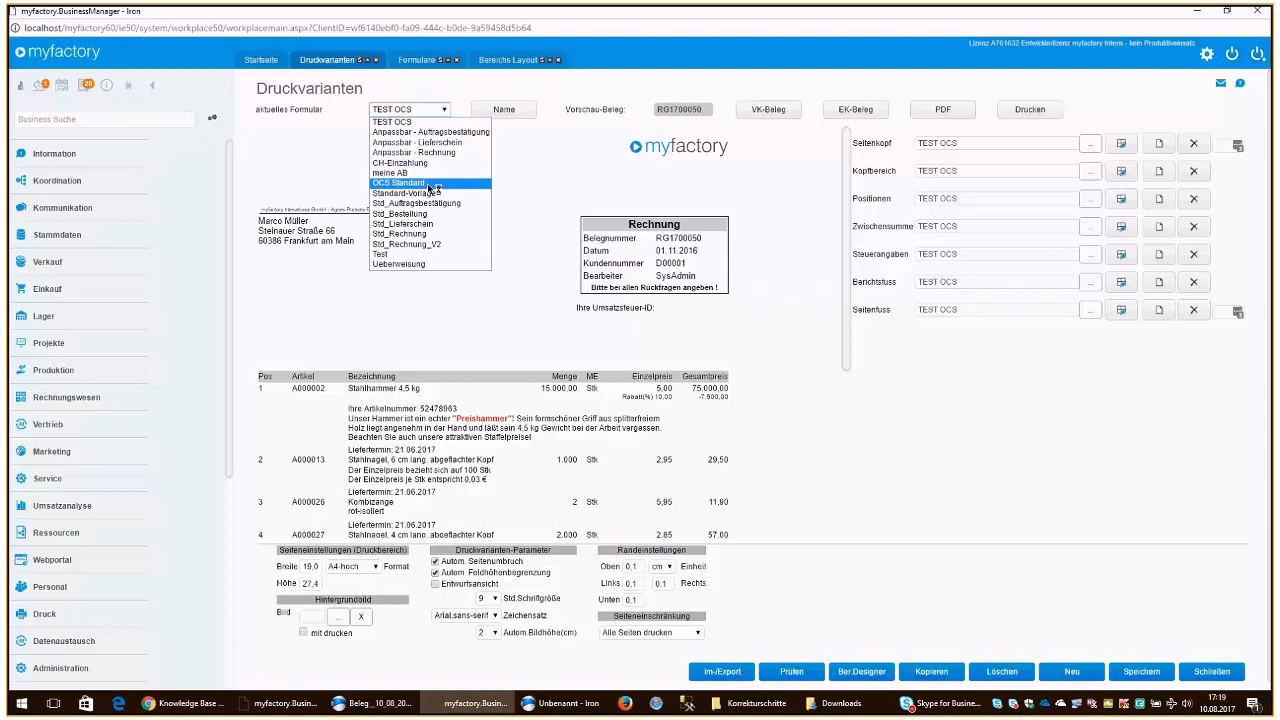 myfactory.BusinessManager - Iron
localhost/myfactory60/ie50/system/workplace50/workplacemain.aspx?ClientID=wf6140ebf0-fa09-444c-b0de-9a59758d5b64
myfactory
Startseite
Druckvarianten
Formulare
Bereichs Layout
Lizenz A761632 Entwicklerlizenz myfactory Intern - kein Produktiveinsatz
Business Suche
Information
Koordination
Kommunikation
Stammdaten
Verkauf
Einkauf
Lager
Projekte
Produktion
Rechnungswesen
Vertrieb
Marketing
Service
Umsatzanalyse
Ressourcen
Webportal
Personal
Druck
Datenaustausch
Administration
Druckvarianten
aktuelles Formular TEST OCS Name Vorschau-Beleg: RG1700050 VK-Beleg EK-Beleg PDF Drucken
TEST OCS
Anpassbar - Auftragsbestätigung
Anpassbar - Lieferschein
Anpassbar - Rechnung
CH-Einzahlung
meine AB
OCS Standard
Standard-Vorlage
Std_Auftragsbestätigung
Std_Bestellung
Std_Lieferschein
Std_Rechnung
Std_Rechnung_V2
Test
Ueberweisung
myfactory
Marco Müller
Stelnauer Straße 66
60386 Frankfurt am Main
Rechnung
Belegnummer RG1700050
Datum 01.11.2016
Kundennummer D00001
Bearbeiter SysAdmin
Bitte bei allen Rückfragen angeben !
Ihre Umsatzsteuer-ID:
Seitenkopf TEST OCS ...
Kopfbereich TEST OCS ...
Positionen TEST OCS ...
Zwischensumme TEST OCS ...
Steuerangaben TEST OCS ...
Berichtsfuss TEST OCS ...
Seitenfuss TEST OCS ...
Pos Artikel Bezeichnung Menge ME Einzelpreis Gesamtpreis
1 A000002 Stahlhammer 4,5 kg 15.000,00 Stk 5,00 75.000,00
Rabatt(%) 10,00 -7.500,00
Ihre Artikelnummer: 52478963
Unser Hammer ist ein echter "Preishammer"! Sein formschöner Griff aus splitterfreiem
Holz liegt angenehm in der Hand und läßt sein 4,5 kg Gewicht bei der Arbeit vergessen.
Beachten Sie auch unsere attraktiven Staffelpreise!
Liefertermin: 21.06.2017
2 A000013 Stahlnagel, 6 cm lang, abgeflachter Kopf 1.000 Stk 2,95 29,50
Der Einzelpreis bezieht sich auf 100 Stk
Der Einzelpreis je Stk entspricht 0,03 €
Liefertermin: 21.06.2017
3 A000026 Kombizange 2 Stk 5,95 11,90
rot-isoliert
Liefertermin: 21.06.2017
4 A000027 Stahlnagel, 4 cm lang, abgeflachter Kopf 2.000 Stk 2,85 57,00
Seiteneinstellungen (Druckbereich)
Breite 19,0 A4-hoch Format
Höhe 27,4
Hintergrundbild
Bild ... X
mit drucken
Druckvarianten-Parameter
Autom. Seitenumbruch
Autom. Feldhöhenbegrenzung
Entwurfsansicht
9 Std.Schriftgröße
Arial,sans-serif Zeichensatz
2 Autom.Bildhöhe(cm)
Randeinstellungen
Oben 0,1 cm Einheit
Links 0,1 0,1 Rechts
Unten 0,1
Seiteneinschränkung
Alle Seiten drucken
Im-/Export Prüfen Ber.Designer Kopieren Löschen Neu Speichern Schließen
Knowledge Base ... myfactory.Busin... Beleg__10_08_20... myfactory.Busin... Unbenannt - Iron Korrekturschritte Downloads Skype for Busine...
17:19
10.08.2017